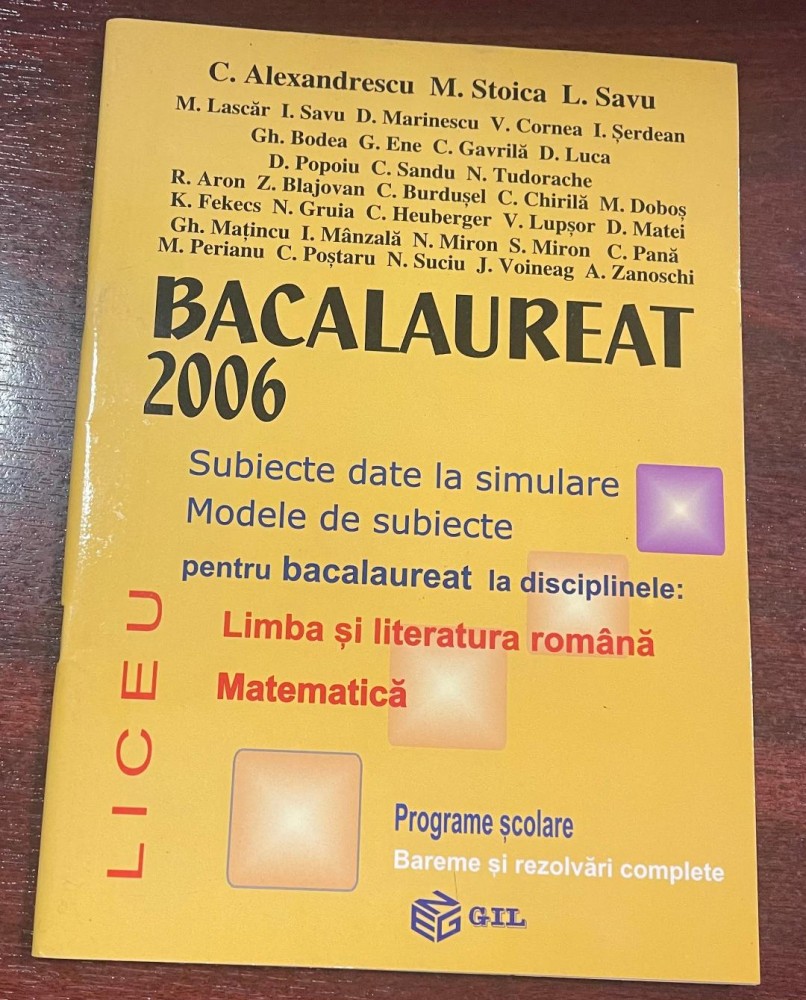 C. Alexandrescu M. Stoica L. Savu
M. Lascăr I. Savu D. Marinescu V. Cornea I. Șerdean
Gh. Bodea G. Ene C. Gavrilă D. Luca
D. Popoiu C. Sandu N. Tudorache
R. Aron Z. Blajovan C. Burdușel C. Chirilă M. Doboș
K. Fekecs N. Gruia C. Heuberger V. Lupșor D. Matei
Gh. Mațincu I. Mânzală N. Miron S. Miron C. Pană
M. Perianu C. Poștaru N. Suciu J. Voineag A. Zanoschi
BACALAUREAT
2006
Subiecte date la simulare
Modele de subiecte
pentru bacalaureat la disciplinele:
Limba și literatura română
Matematică
LICEU
Programe școlare
Bareme și rezolvări complete
GIL